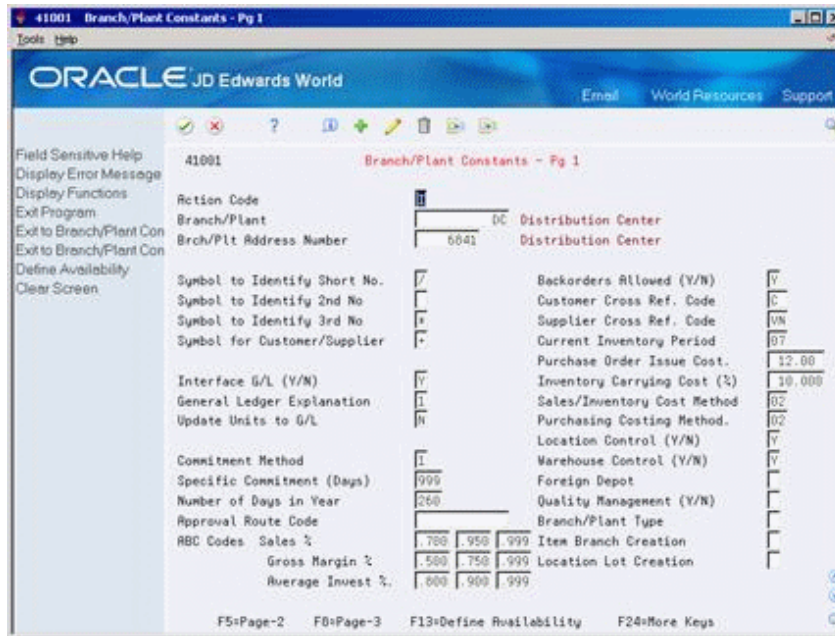 41001 Branch/Plant Constants - Pg 1
Tools Help
ORACLE JD Edwards World
Email World Resources Support
Field Sensitive Help
Display Error Message
Display Functions
Exit Program
Exit to Branch/Plant Con
Exit to Branch/Plant Con
Define Availability
Clear Screen
41001 Branch/Plant Constants - Pg 1
Action Code I
Branch/Plant DC Distribution Center
Brch/Plt Address Number 6041 Distribution Center
Symbol to Identify Short No. / Backorders Allowed (Y/N) Y
Symbol to Identify 2nd No Customer Cross Ref. Code C
Symbol to Identify 3rd No * Supplier Cross Ref. Code VN
Symbol for Customer/Supplier + Current Inventory Period 07
Purchase Order Issue Cost. 12.00
Interface G/L (Y/N) Y Inventory Carrying Cost (%) 10.000
General Ledger Explanation 1 Sales/Inventory Cost Method 02
Update Units to G/L N Purchasing Costing Method. 02
Location Control (Y/N) Y
Commitment Method 1 Warehouse Control (Y/N) Y
Specific Commitment (Days) 999 Foreign Depot
Number of Days in Year 260 Quality Management (Y/N)
Approval Route Code Branch/Plant Type
ABC Codes Sales % .700 .950 .999 Item Branch Creation
Gross Margin % .500 .750 .999 Location Lot Creation
Average Invest %. .800 .900 .999
F5=Page-2 F8=Page-3 F13=Define Availability F24=More Keys